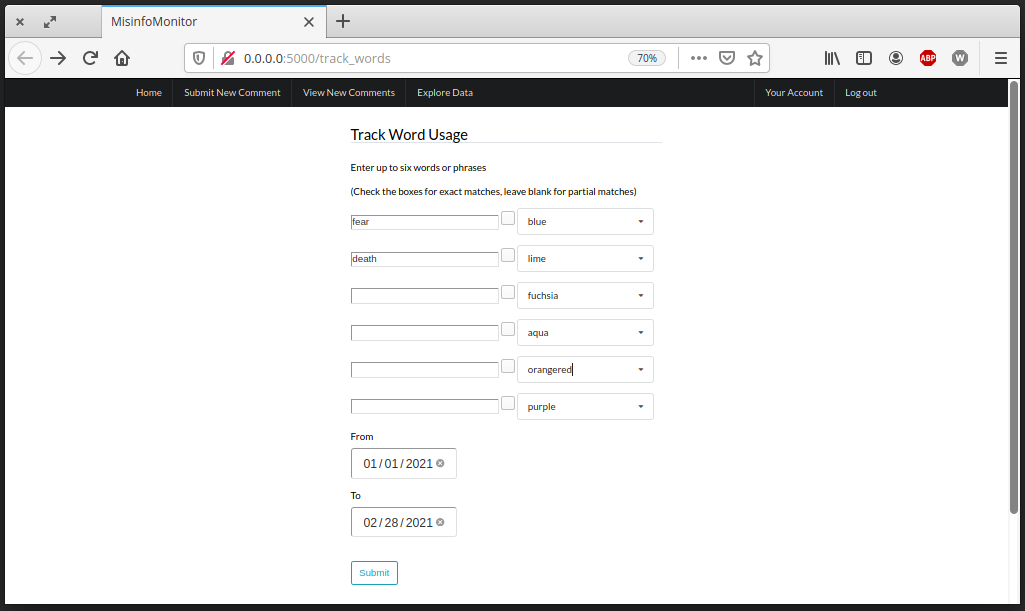 MisinfoMonitor
0.0.0.0:5000/track_words 70%
ABP W
Home Submit New Comment View New Comments Explore Data Your Account Log out
Track Word Usage
Enter up to six words or phrases
(Check the boxes for exact matches, leave blank for partial matches)
fear blue
death lime
fuchsia
aqua
orangered
purple
From
01/01/2021
To
02/28/2021
Submit